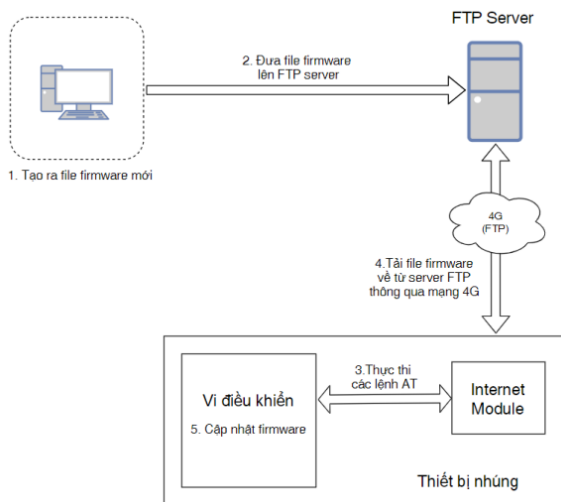 FTP Server
2. Đưa file firmware
lên FTP server
1. Tạo ra file firmware mới
4G
(FTP)
4.Tải file firmware
về từ server FTP
thông qua mạng 4G
3.Thực thi
các lệnh AT
Vi điều khiển
5. Cập nhật firmware
Internet
Module
Thiết bị nhúng